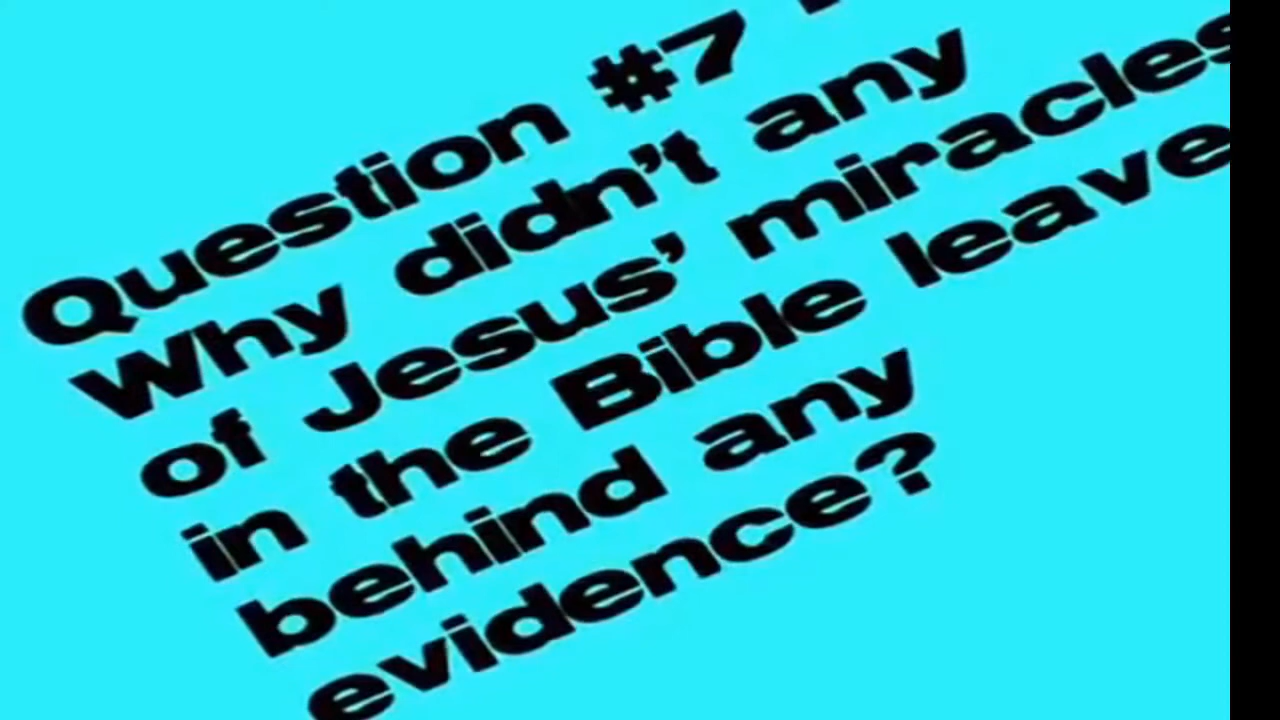 Question #7
Why didn't any
of Jesus' miracles
in the Bible leave
behind any
evidence?